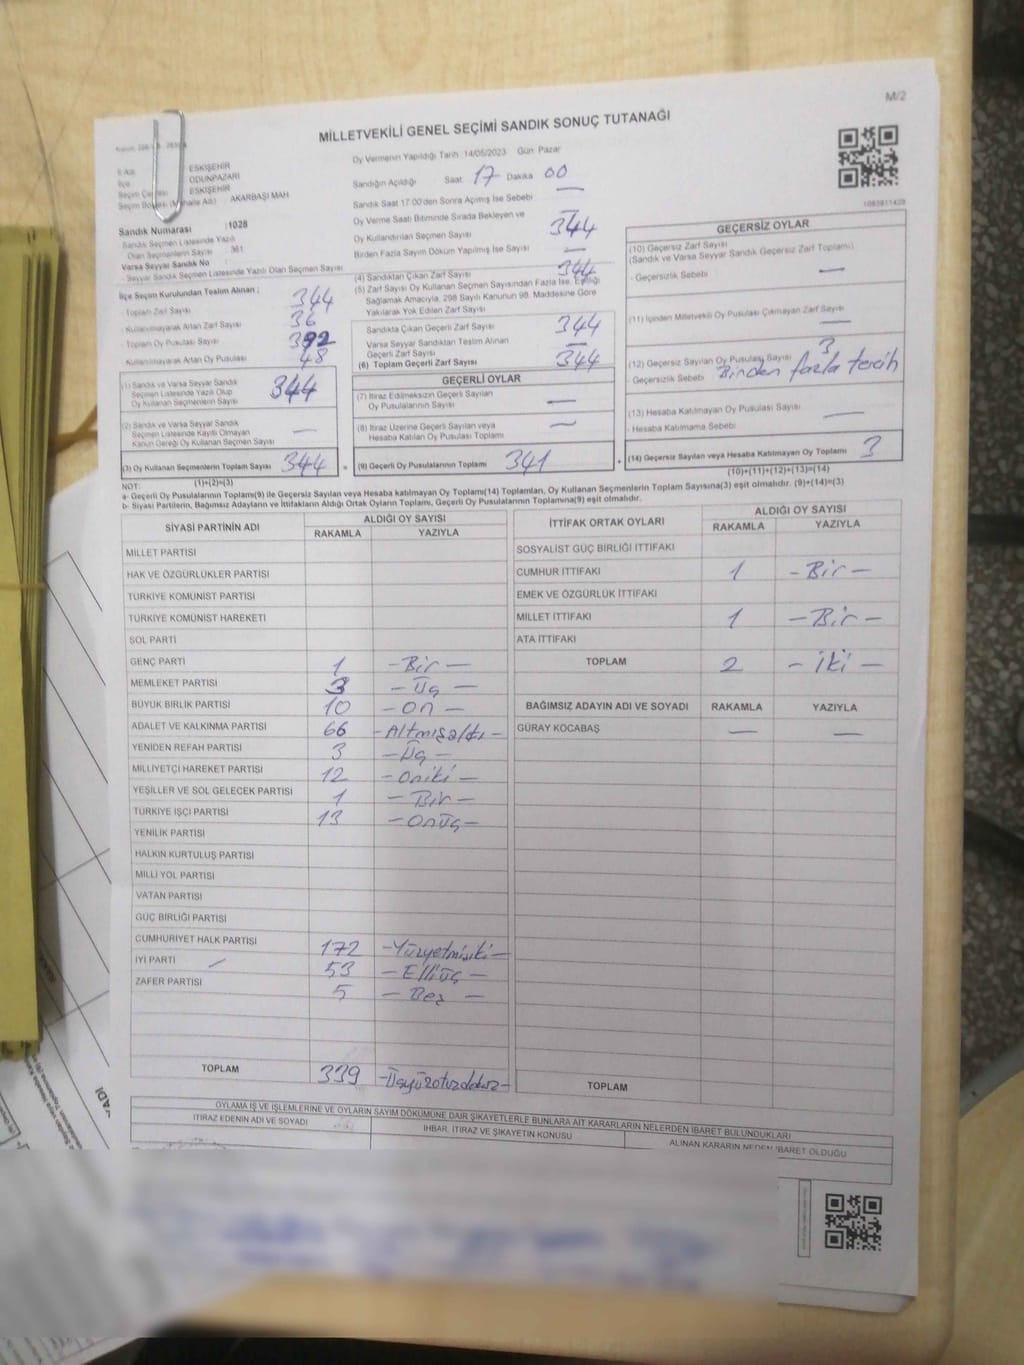 M/2
MİLLETVEKİLİ GENEL SEÇİMİ SANDIK SONUÇ TUTANAĞI
İl Adı : ESKİŞEHİR
İlçe : ODUNPAZARI
Seçim Çevresi : ESKİŞEHİR
AKARBAŞI MAH
Sandık Numarası :1028
Sandık Seçmen Listesinde Yazılı
Olan Seçmenlerin Sayısı : 361
Varsa Seyyar Sandık No :
- Seyyar Sandık Seçmen Listesinde Yazılı Olan Seçmen Sayısı
İlçe Seçim Kurulundan Teslim Alınan :
- Toplam Zarf Sayısı 344
- Kullanılmayarak Artan Zarf Sayısı 36
- Toplam Oy Pusulası Sayısı 392
- Kullanılmayarak Artan Oy Pusulası 48
(1) Sandık ve Varsa Seyyar Sandık
Seçmen Listesinde Yazılı Olup
Oy Kullanan Seçmenlerin Sayısı 344
(2) Sandık ve Varsa Seyyar Sandık
Seçmen Listesinde Kayıtlı Olmayan
Kanun Gereği Oy Kullanan Seçmen Sayısı —
(3) Oy Kullanan Seçmenlerin Toplam Sayısı 344
(1)+(2)=(3)
Oy Vermenin Yapıldığı Tarih :14/05/2023 Gün: Pazar
Sandığın Açıldığı Saat 17 Dakika 00
Sandık Saat 17.00'den Sonra Açılmış İse Sebebi —
Oy Verme Saati Bitiminde Sırada Bekleyen ve —
Oy Kullandırılan Seçmen Sayısı 344
Birden Fazla Sayım Döküm Yapılmış İse Sayısı —
(4) Sandıktan Çıkan Zarf Sayısı 344
(5) Zarf Sayısı Oy Kullanan Seçmen Sayısından Fazla İse, Eşitliği
Sağlamak Amacıyla, 298 Sayılı Kanunun 98. Maddesine Göre
Yakılarak Yok Edilen Zarf Sayısı
Sandıkta Çıkan Geçerli Zarf Sayısı 344
Varsa Seyyar Sandıktan Teslim Alınan
Geçerli Zarf Sayısı —
(6) Toplam Geçerli Zarf Sayısı 344
GEÇERLİ OYLAR
(7) İtiraz Edilmeksizin Geçerli Sayılan
Oy Pusulalarının Sayısı —
(8) İtiraz Üzerine Geçerli Sayılan veya
Hesaba Katılan Oy Pusulası Toplamı —
(9) Geçerli Oy Pusulalarının Toplamı 341
1083811428
GEÇERSİZ OYLAR
(10) Geçersiz Zarf Sayısı
(Sandık ve Varsa Seyyar Sandık Geçersiz Zarf Toplamı)
- Geçersizlik Sebebi —
(11) İçinden Milletvekili Oy Pusulası Çıkmayan Zarf Sayısı —
(12) Geçersiz Sayılan Oy Pusulası Sayısı 3
- Geçersizlik Sebebi Birden fazla tercih
(13) Hesaba Katılmayan Oy Pusulası Sayısı —
- Hesaba Katılmama Sebebi
(14) Geçersiz Sayılan veya Hesaba Katılmayan Oy Toplamı 3
(10)+(11)+(12)+(13)=(14)
NOT:
a- Geçerli Oy Pusulalarının Toplamı(9) ile Geçersiz Sayılan veya Hesaba katılmayan Oy Toplamı(14) Toplamları, Oy Kullanan Seçmenlerin Toplam Sayısına(3) eşit olmalıdır. (9)+(14)=(3)
b- Siyasi Partilerin, Bağımsız Adayların ve İttifakların Aldığı Ortak Oyların Toplamı, Geçerli Oy Pusulalarının Toplamına(9) eşit olmalıdır.
SİYASİ PARTİNİN ADI ALDIĞI OY SAYISI
RAKAMLA YAZIYLA
MİLLET PARTİSİ
HAK VE ÖZGÜRLÜKLER PARTİSİ
TÜRKİYE KOMÜNİST PARTİSİ
TÜRKİYE KOMÜNİST HAREKETİ
SOL PARTİ
GENÇ PARTİ 1 -Bir-
MEMLEKET PARTİSİ 3 -Üç-
BÜYÜK BİRLİK PARTİSİ 10 -On-
ADALET VE KALKINMA PARTİSİ 66 -Altmışaltı-
YENİDEN REFAH PARTİSİ 3 -Üç-
MİLLİYETÇİ HAREKET PARTİSİ 12 -Oniki-
YEŞİLLER VE SOL GELECEK PARTİSİ 1 -Bir-
TÜRKİYE İŞÇİ PARTİSİ 13 -Onüç-
YENİLİK PARTİSİ
HALKIN KURTULUŞ PARTİSİ
MİLLİ YOL PARTİSİ
VATAN PARTİSİ
GÜÇ BİRLİĞİ PARTİSİ
CUMHURİYET HALK PARTİSİ 172 -Yüzyetmişiki-
İYİ PARTİ 53 -Elliüç-
ZAFER PARTİSİ 5 -Beş-
TOPLAM 339 -Üçyüzotuzdokuz-
İTTİFAK ORTAK OYLARI ALDIĞI OY SAYISI
RAKAMLA YAZIYLA
SOSYALİST GÜÇ BİRLİĞİ İTTİFAKI
CUMHUR İTTİFAKI 1 -Bir-
EMEK VE ÖZGÜRLÜK İTTİFAKI
MİLLET İTTİFAKI 1 -Bir-
ATA İTTİFAKI
TOPLAM 2 -İki-
BAĞIMSIZ ADAYIN ADI VE SOYADI RAKAMLA YAZIYLA
GÜRAY KOCABAŞ — —
TOPLAM
OYLAMA İŞ VE İŞLEMLERİNE VE OYLARIN SAYIM DÖKÜMÜNE DAİR ŞİKAYETLERLE BUNLARA AİT KARARLARIN NELERDEN İBARET BULUNDUKLARI
İTİRAZ EDENİN ADI VE SOYADI
İHBAR, İTİRAZ VE ŞİKAYETİN KONUSU
ALINAN KARARIN NEDEN İBARET OLDUĞU